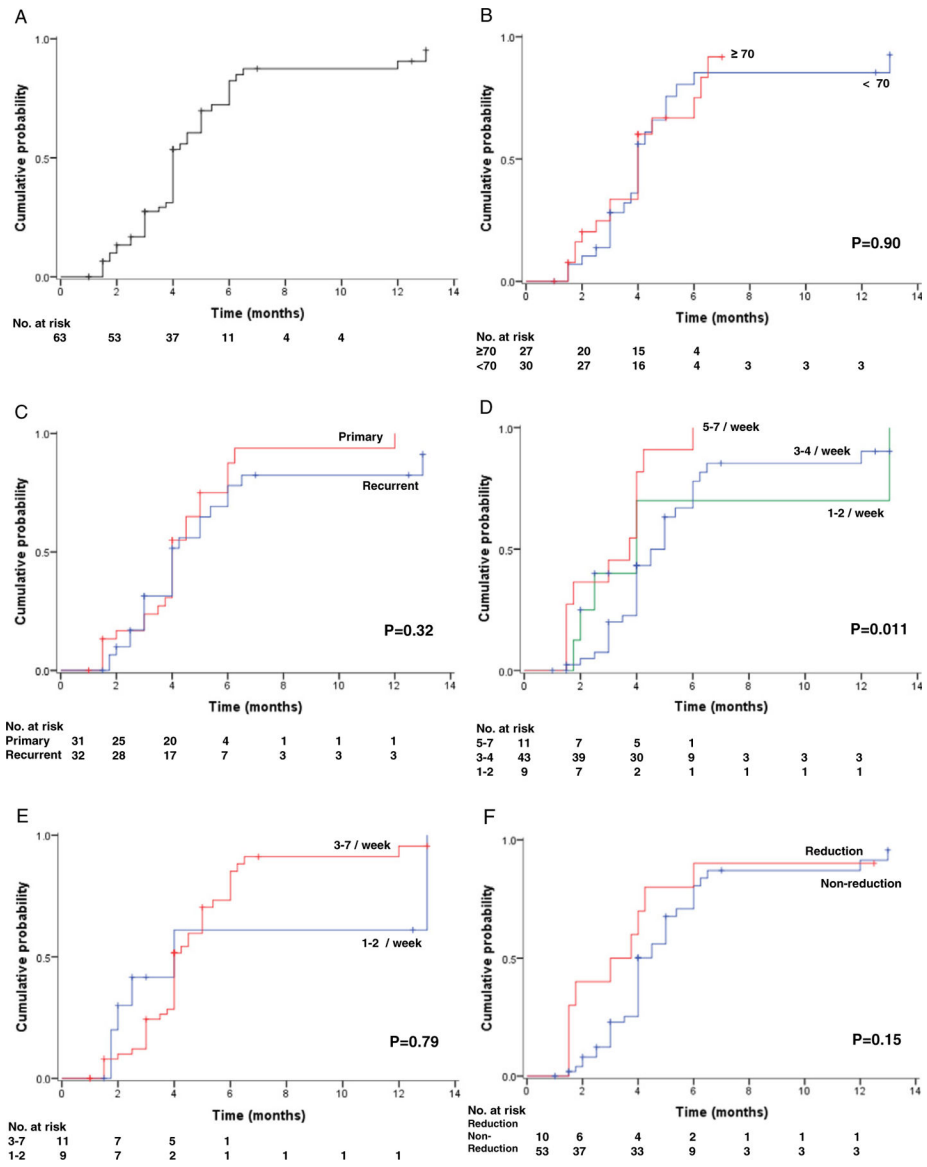 A
1.0
0.5
0.0
Cumulative probability
0 2 4 6 8 10 12 14
Time (months)
No. at risk
63 53 37 11 4 4
B
1.0
0.5
0.0
Cumulative probability
≥ 70
< 70
P=0.90
0 2 4 6 8 10 12 14
Time (months)
No. at risk
≥70 27 20 15 4
<70 30 27 16 4 3 3 3
C
1.0
0.5
0.0
Cumulative probability
Primary
Recurrent
P=0.32
0 2 4 6 8 10 12 14
Time (months)
No. at risk
Primary 31 25 20 4 1 1 1
Recurrent 32 28 17 7 3 3 3
D
1.0
0.5
0.0
Cumulative probability
5-7 / week
3-4 / week
1-2 / week
P=0.011
0 2 4 6 8 10 12 14
Time (months)
No. at risk
5-7 11 7 5 1
3-4 43 39 30 9 3 3 3
1-2 9 7 2 1 1 1 1
E
1.0
0.5
0.0
Cumulative probability
3-7 / week
1-2 / week
P=0.79
0 2 4 6 8 10 12 14
Time (months)
No. at risk
3-7 11 7 5 1
1-2 9 7 2 1 1 1 1
F
1.0
0.5
0.0
Cumulative probability
Reduction
Non-reduction
P=0.15
0 2 4 6 8 10 12 14
Time (months)
No. at risk
Reduction
Non- 10 6 4 2 1 1 1
Reduction 53 37 33 9 3 3 3